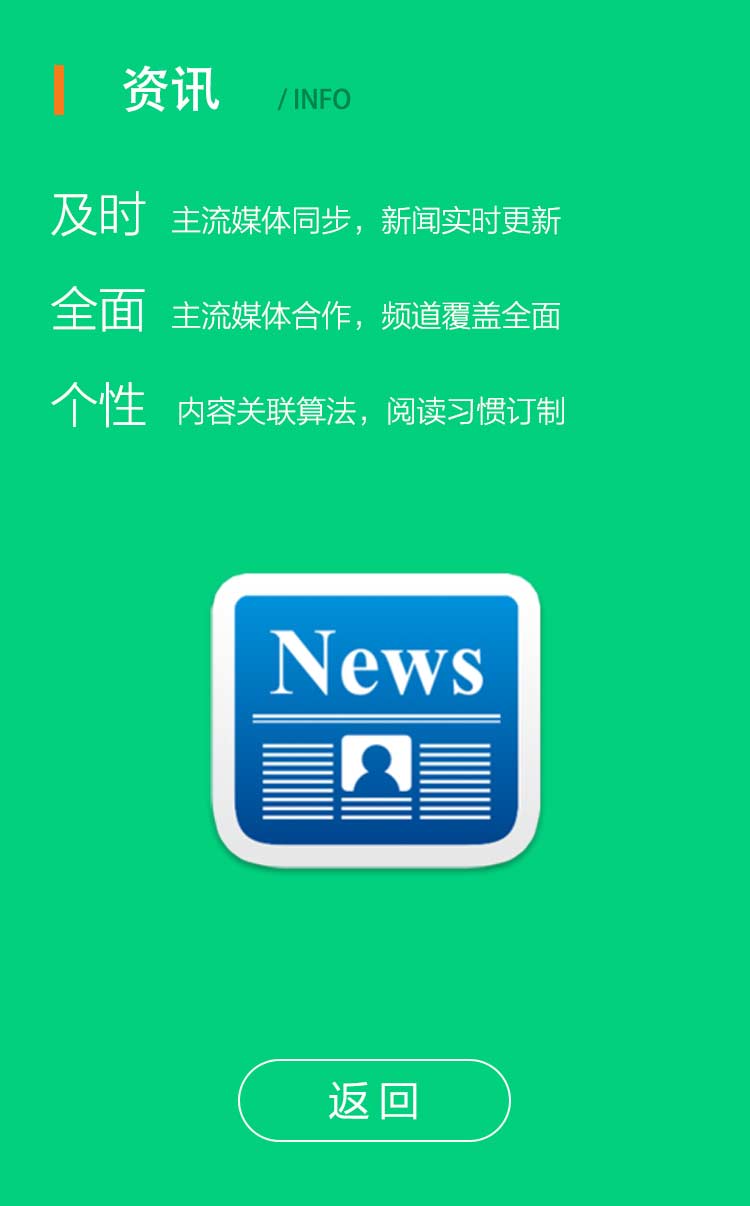 资讯 / INFO
及时 主流媒体同步，新闻实时更新
全面 主流媒体合作，频道覆盖全面
个性 内容关联算法，阅读习惯订制
News
返回